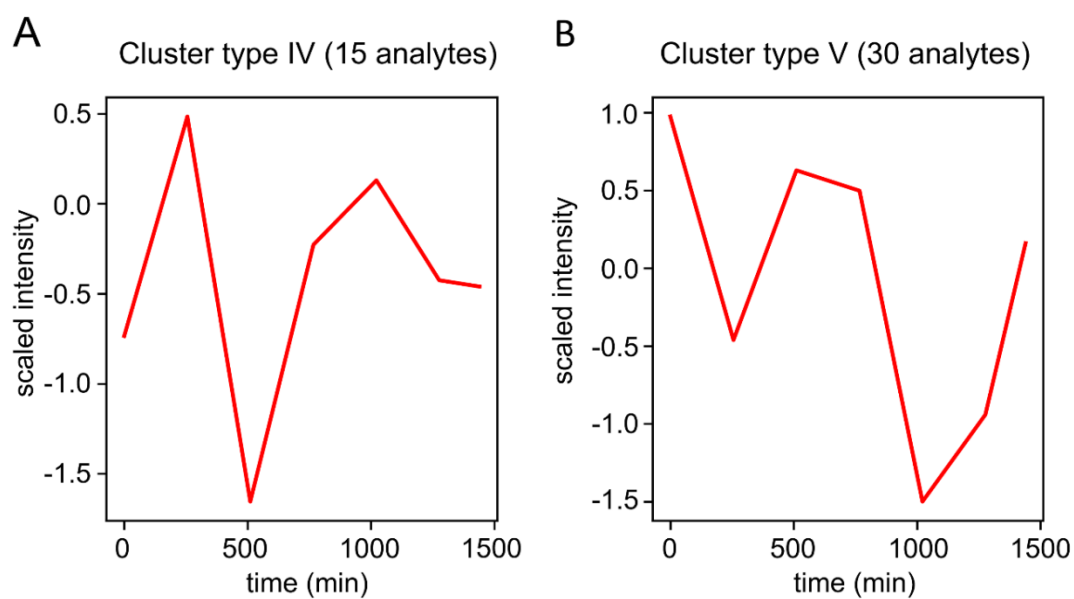 A
Cluster type IV (15 analytes)
scaled intensity
0.5
0.0
-0.5
-1.0
-1.5
0 500 1000 1500
time (min)
B
Cluster type V (30 analytes)
scaled intensity
1.0
0.5
0.0
-0.5
-1.0
-1.5
0 500 1000 1500
time (min)